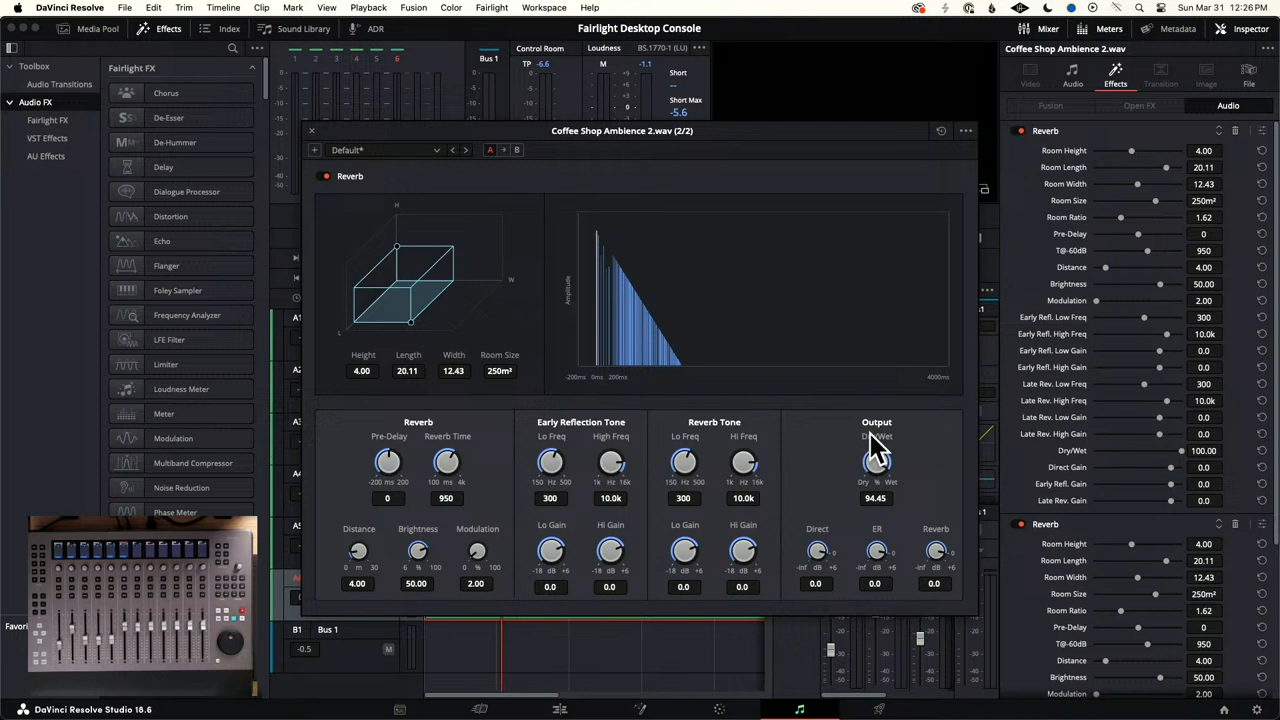 DaVinci Resolve File Edit Trim Timeline Clip Mark View Playback Fusion Color Fairlight Workspace Help Sun Mar 31 12:26 PM
Media Pool Effects Index Sound Library ADR Fairlight Desktop Console Mixer Meters Metadata Inspector
Toolbox
Audio Transitions
Audio FX
Fairlight FX
VST Effects
AU Effects
Fairlight FX
Chorus
De-Esser
De-Hummer
Delay
Dialogue Processor
Distortion
Echo
Flanger
Foley Sampler
Frequency Analyzer
LFE Filter
Limiter
Loudness Meter
Meter
Modulation
Multiband Compressor
Noise Reduction
Phase Meter
1 2 3 4 5 6 Bus 1
Control Room Loudness BS.1770-1 (LU)
TP -6.6 M -1.1
Short
Short Max
-5.6
Coffee Shop Ambience 2.wav (2/2)
Default* A B
Reverb
H
W
L
Height Length Width Room Size
4.00 20.11 12.43 250m²
Amplitude
-200ms 0ms 200ms 4000ms
Reverb
Pre-Delay Reverb Time
-200 ms 200 100 ms 4k
0 950
Distance Brightness Modulation
0 m 30 6 % 100 0 % 100
4.00 50.00 2.00
Early Reflection Tone
Lo Freq High Freq
150 Hz 500 1k Hz 16k
300 10.0k
Lo Gain Hi Gain
-18 dB +6 -18 dB +6
0.0 0.0
Reverb Tone
Lo Freq Hi Freq
150 Hz 500 1k Hz 16k
300 10.0k
Lo Gain Hi Gain
-18 dB +6 -18 dB +6
0.0 0.0
Output
Dry/Wet
Dry % Wet
94.45
Direct ER Reverb
-inf dB +6 -inf dB +6 -inf dB +6
0.0 0.0 0.0
A1
A2
A3
A4
B1 Bus 1
-0.5 M
Coffee Shop Ambience 2.wav
Video Audio Effects Transition Image File
Fusion Open FX Audio
Reverb
Room Height 4.00
Room Length 20.11
Room Width 12.43
Room Size 250m²
Room Ratio 1.62
Pre-Delay 0
T@-60dB 950
Distance 4.00
Brightness 50.00
Modulation 2.00
Early Refl. Low Freq 300
Early Refl. High Freq 10.0k
Early Refl. Low Gain 0.0
Early Refl. High Gain 0.0
Late Rev. Low Freq 300
Late Rev. High Freq 10.0k
Late Rev. Low Gain 0.0
Late Rev. High Gain 0.0
Dry/Wet 100.00
Direct Gain 0.0
Early Refl. Gain 0.0
Late Rev. Gain 0.0
Reverb
Room Height 4.00
Room Length 20.11
Room Width 12.43
Room Size 250m²
Room Ratio 1.62
Pre-Delay 0
T@-60dB 950
Distance 4.00
Brightness 50.00
Modulation 2.00
Favori
DaVinci Resolve Studio 18.6